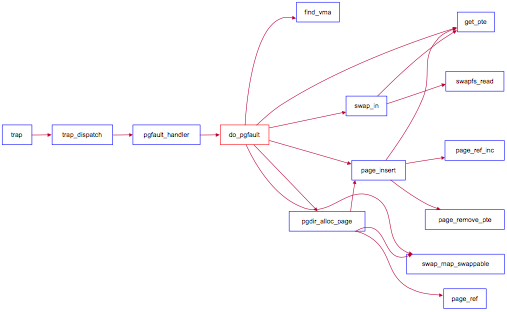 find_vma
get_pte
swapfs_read
swap_in
trap
trap_dispatch
pgfault_handler
do_pgfault
page_ref_inc
page_insert
pgdir_alloc_page
page_remove_pte
swap_map_swappable
page_ref